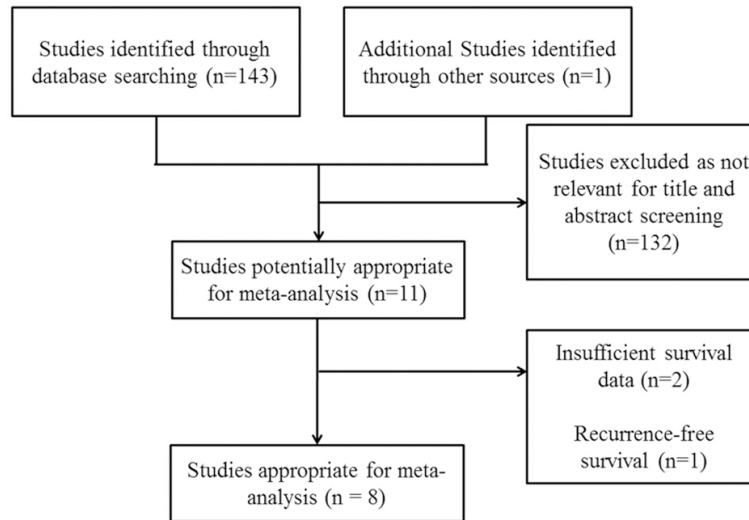 Studies identified through
database searching (n=143)
Additional Studies identified
through other sources (n=1)
Studies excluded as not
relevant for title and
abstract screening
(n=132)
Studies potentially appropriate
for meta-analysis (n=11)
Insufficient survival
data (n=2)
Recurrence-free
survival (n=1)
Studies appropriate for meta-
analysis (n = 8)